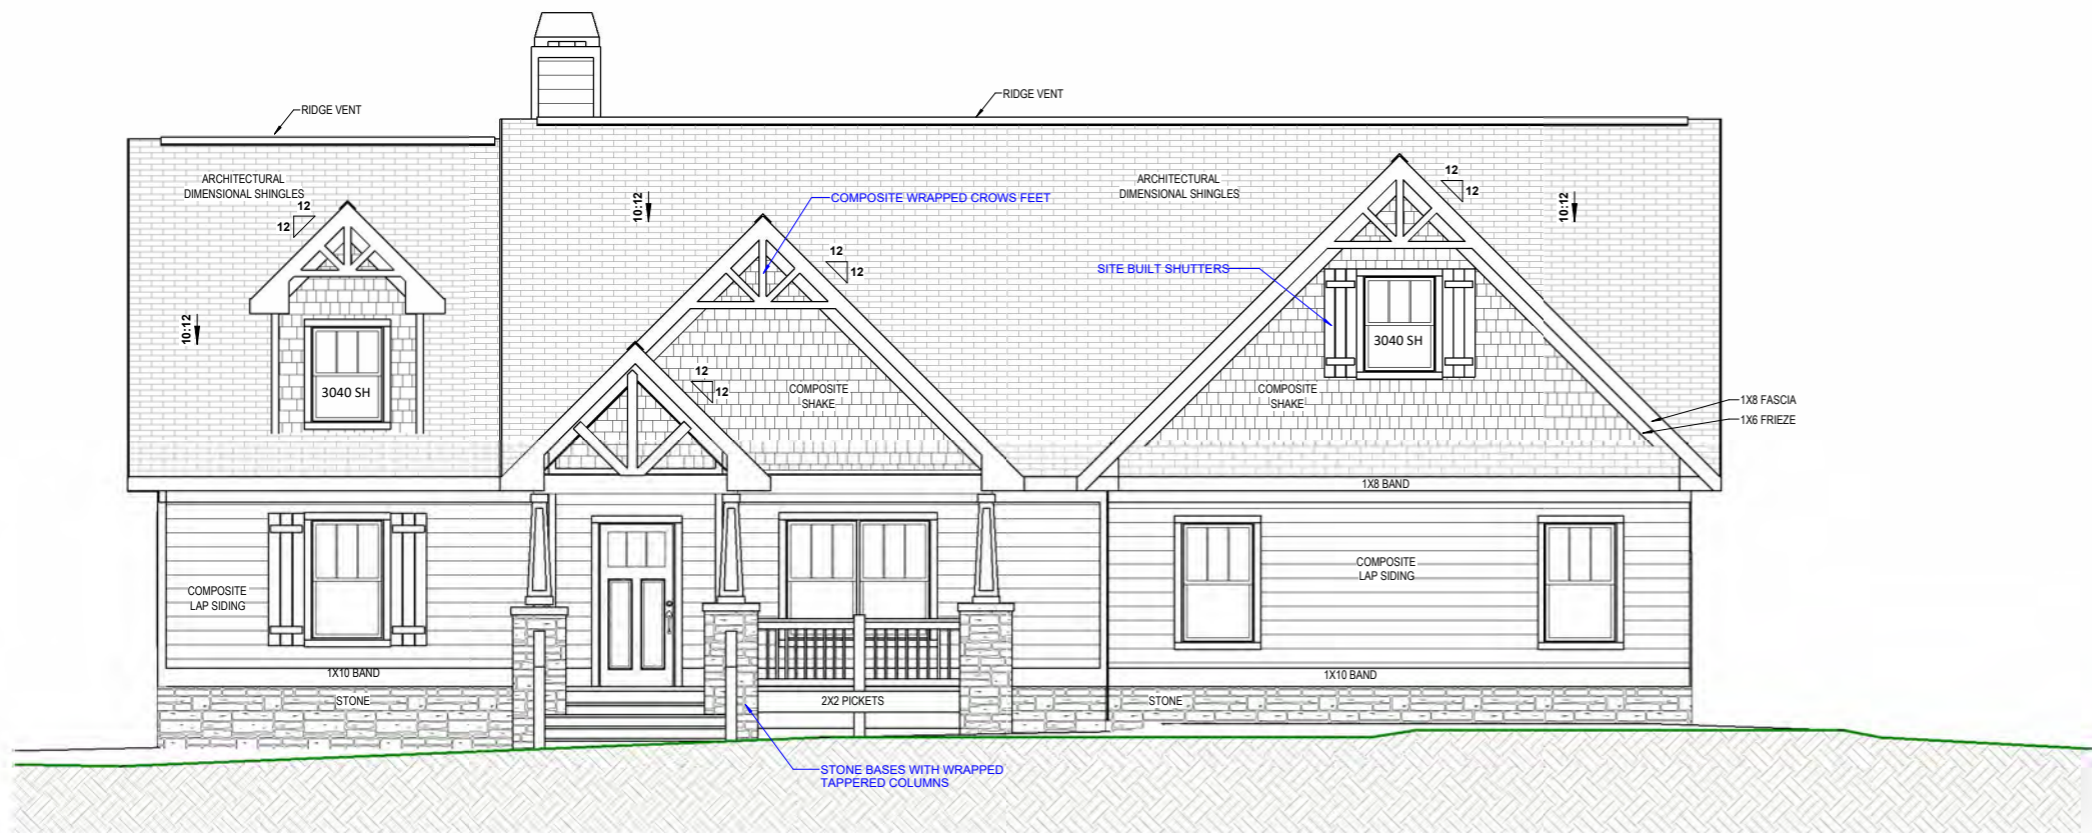 RIDGE VENT
RIDGE VENT
ARCHITECTURAL
DIMENSIONAL SHINGLES
12
12
10:12
COMPOSITE WRAPPED CROWS FEET
ARCHITECTURAL
DIMENSIONAL SHINGLES
12
12
10:12
12
12
SITE BUILT SHUTTERS
10:12
3040 SH
3040 SH
12
12
COMPOSITE
SHAKE
COMPOSITE
SHAKE
1X8 FASCIA
1X6 FRIEZE
1X8 BAND
COMPOSITE
LAP SIDING
COMPOSITE
LAP SIDING
1X10 BAND
1X10 BAND
STONE
2X2 PICKETS
STONE
STONE BASES WITH WRAPPED
TAPPERED COLUMNS